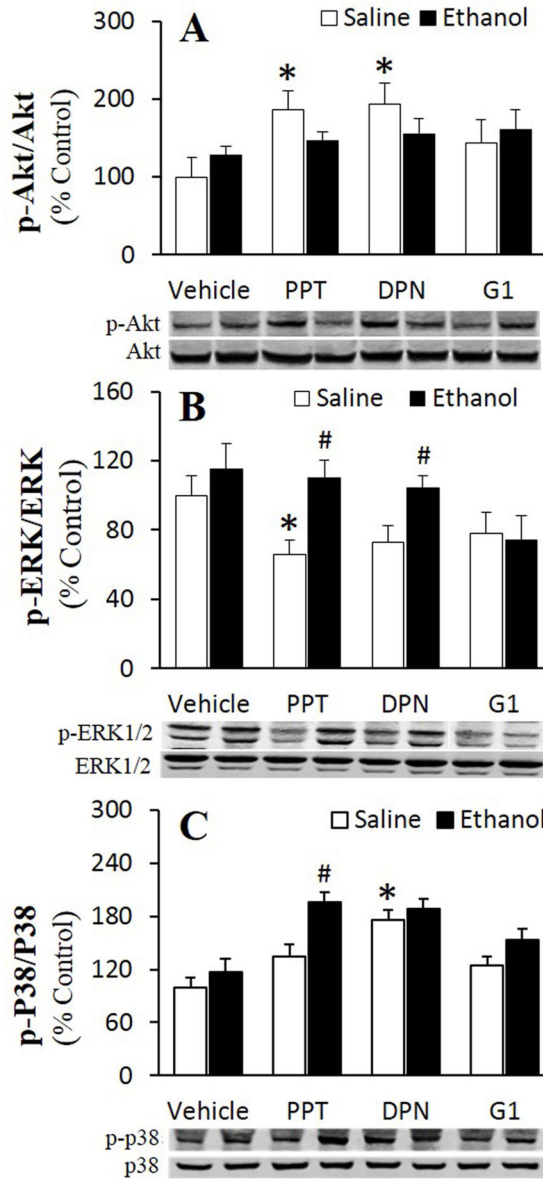 A
Saline Ethanol
p-Akt/Akt
(% Control)
300
200
100
0
*
*
Vehicle PPT DPN G1
p-Akt
Akt
B
Saline Ethanol
p-ERK/ERK
(% Control)
160
120
80
40
0
#
#
*
Vehicle PPT DPN G1
p-ERK1/2
ERK1/2
C
Saline Ethanol
p-P38/P38
(% Control)
300
240
180
120
60
0
#
*
Vehicle PPT DPN G1
p-p38
p38